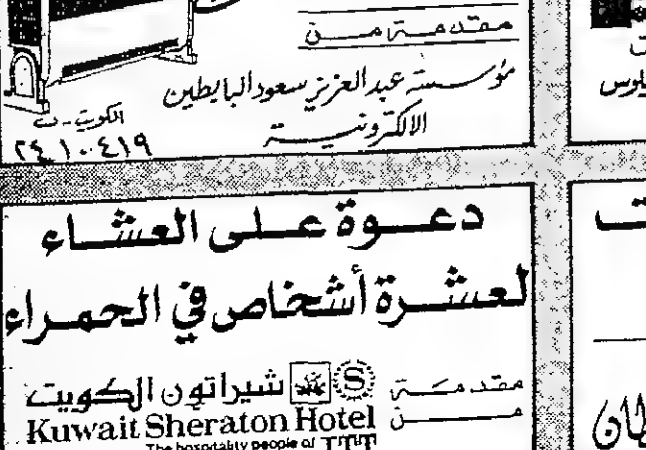 مقدمة من
مؤسسة عبد العزيز سعود البابطين
الالكترونية
الكويت - ت
٢٤١٠٤١٩
يلوس
دعوة على العشاء
لعشرة أشخاص في الحمراء
مقدمة من
شيراتون الكويت
Kuwait Sheraton Hotel
The hospitality people of ITT